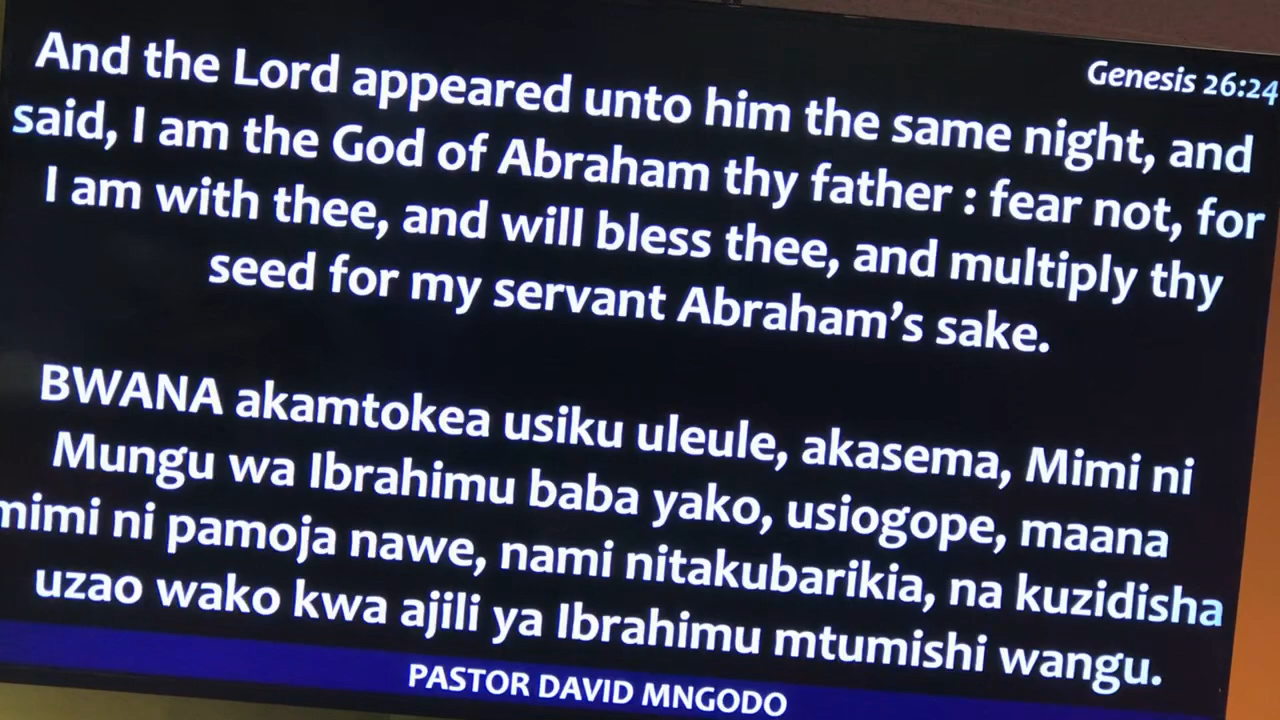 Genesis 26:24
And the Lord appeared unto him the same night, and
said, I am the God of Abraham thy father : fear not, for
I am with thee, and will bless thee, and multiply thy
seed for my servant Abraham’s sake.
BWANA akamtokea usiku uleule, akasema, Mimi ni
Mungu wa Ibrahimu baba yako, usiogope, maana
mimi ni pamoja nawe, nami nitakubarikia, na kuzidisha
uzao wako kwa ajili ya Ibrahimu mtumishi wangu.
PASTOR DAVID MNGODO